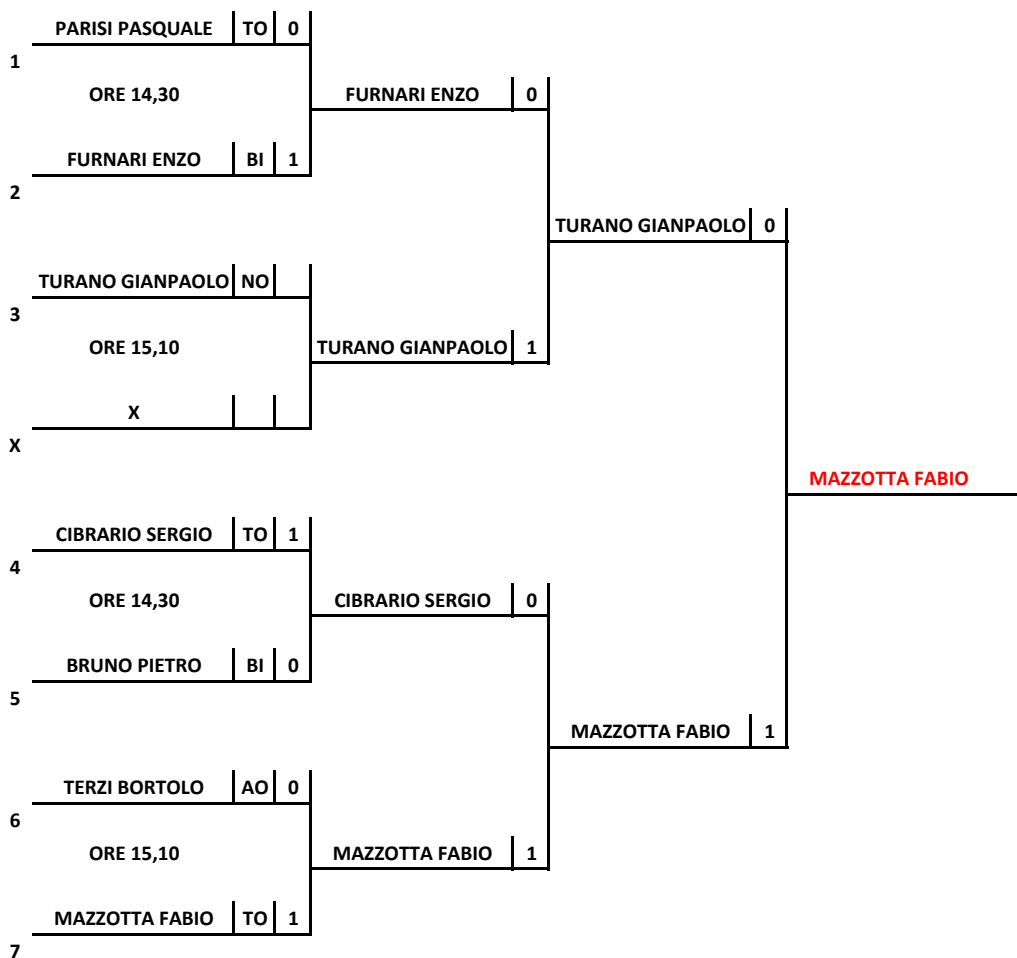 PARISI PASQUALE TO 0
1
ORE 14,30
FURNARI ENZO 0
FURNARI ENZO BI 1
2
TURANO GIANPAOLO 0
TURANO GIANPAOLO NO
3
ORE 15,10
TURANO GIANPAOLO 1
X
X
MAZZOTTA FABIO
CIBRARIO SERGIO TO 1
4
ORE 14,30
CIBRARIO SERGIO 0
BRUNO PIETRO BI 0
5
MAZZOTTA FABIO 1
TERZI BORTOLO AO 0
6
ORE 15,10
MAZZOTTA FABIO 1
MAZZOTTA FABIO TO 1
7